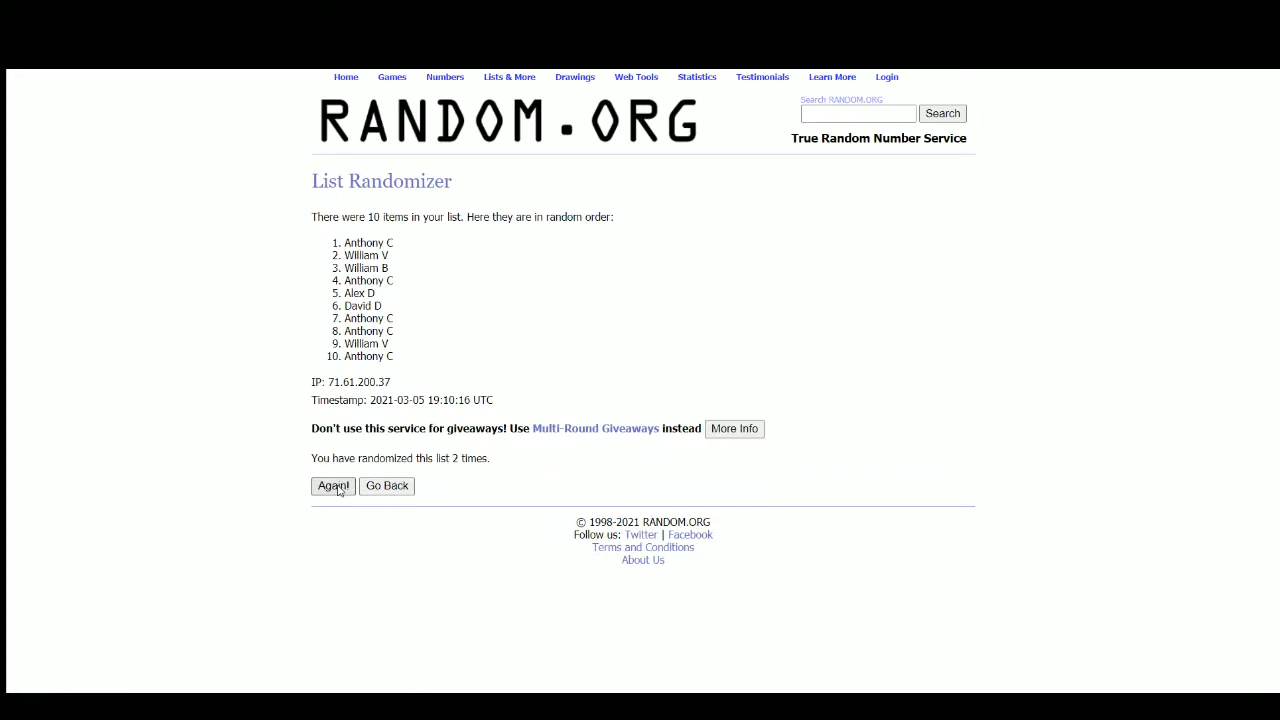 Home Games Numbers Lists & More Drawings Web Tools Statistics Testimonials Learn More Login
RANDOM.ORG
Search RANDOM.ORG
Search
True Random Number Service
List Randomizer
There were 10 items in your list. Here they are in random order:
1. Anthony C
2. William V
3. William B
4. Anthony C
5. Alex D
6. David D
7. Anthony C
8. Anthony C
9. William V
10. Anthony C
IP: 71.61.200.37
Timestamp: 2021-03-05 19:10:16 UTC
Don't use this service for giveaways! Use Multi-Round Giveaways instead More Info
You have randomized this list 2 times.
Again! Go Back
© 1998-2021 RANDOM.ORG
Follow us: Twitter | Facebook
Terms and Conditions
About Us